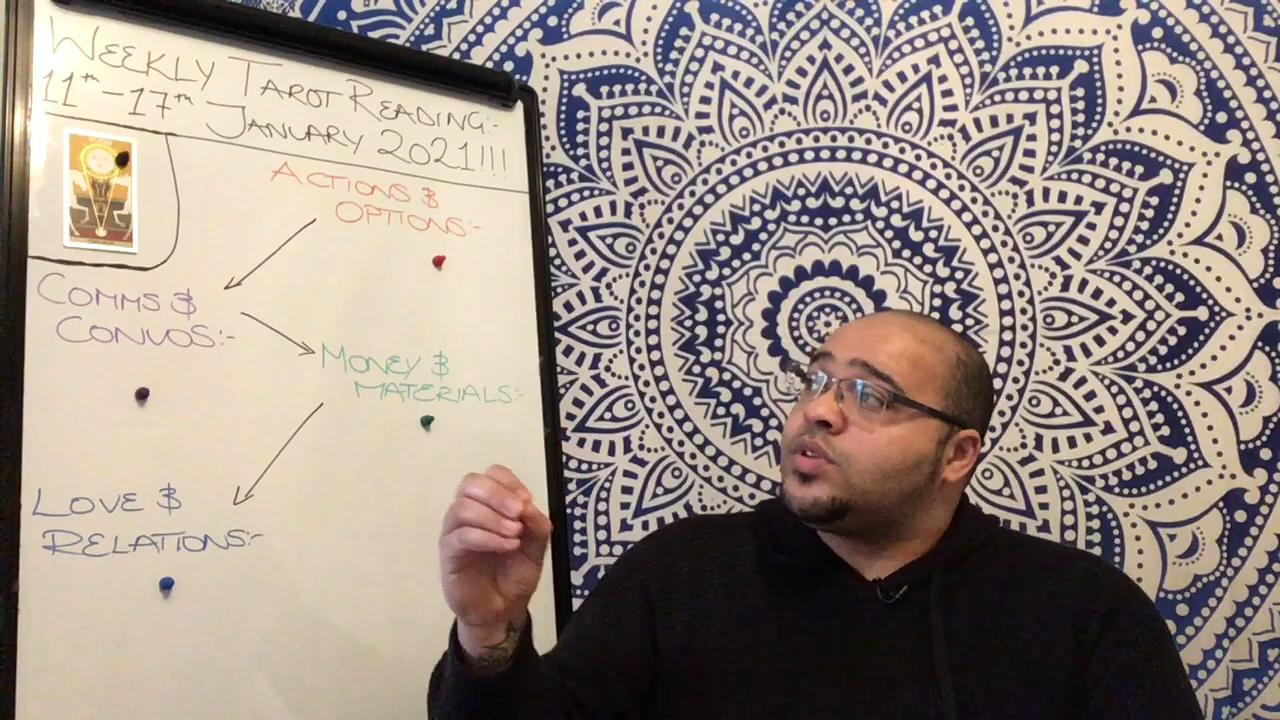 WEEKLY TAROT READING:-
11th-17th JANUARY 2021!!!
ACTIONS &
OPTIONS:-
COMMS &
CONVOS:-
MONEY &
MATERIALS:-
LOVE &
RELATIONS:-